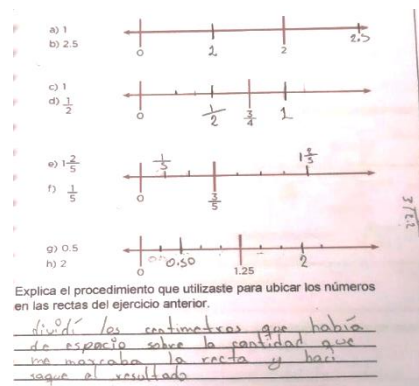 a) 1
b) 2.5
0 1 2 2.5
c) 1
d) 1/2
0 1/2 3/4 1
e) 1 2/5
f) 1/5
0 1/5 3/5 1 2/5
g) 0.5
h) 2
0 0.50 1.25 2
Explica el procedimiento que utilizaste para ubicar los números
en las rectas del ejercicio anterior.
dividí los centimetros que había
de espacio sobre la cantidad que
me marcaba la recta y haci
saque el resultado